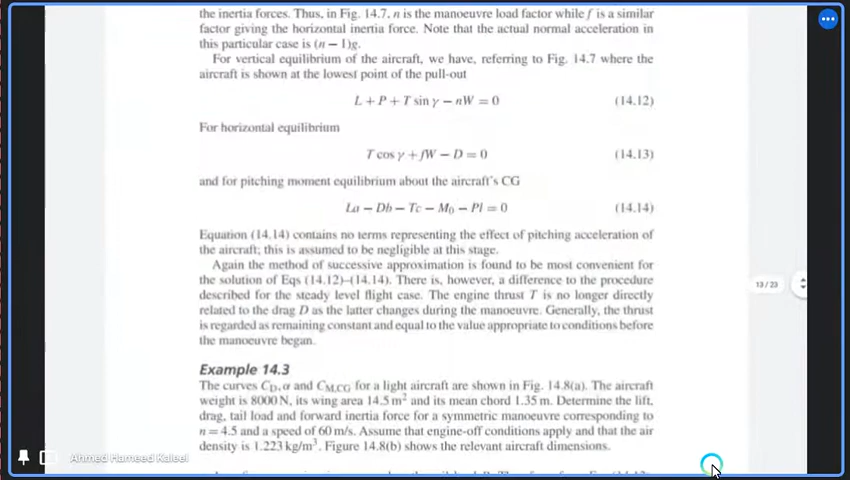 the inertia forces. Thus, in Fig. 14.7, n is the manoeuvre load factor while f is a similar
factor giving the horizontal inertia force. Note that the actual normal acceleration in
this particular case is (n − 1)g.
For vertical equilibrium of the aircraft, we have, referring to Fig. 14.7 where the
aircraft is shown at the lowest point of the pull-out
L + P + T sin γ − nW = 0 (14.12)
For horizontal equilibrium
T cos γ + fW − D = 0 (14.13)
and for pitching moment equilibrium about the aircraft's CG
La − Db − Tc − M₀ − Pl = 0 (14.14)
Equation (14.14) contains no terms representing the effect of pitching acceleration of
the aircraft; this is assumed to be negligible at this stage.
Again the method of successive approximation is found to be most convenient for
the solution of Eqs (14.12)–(14.14). There is, however, a difference to the procedure
described for the steady level flight case. The engine thrust T is no longer directly
related to the drag D as the latter changes during the manoeuvre. Generally, the thrust
is regarded as remaining constant and equal to the value appropriate to conditions before
the manoeuvre began.
13/23
Example 14.3
The curves C_D, α and C_M,CG for a light aircraft are shown in Fig. 14.8(a). The aircraft
weight is 8000 N, its wing area 14.5 m² and its mean chord 1.35 m. Determine the lift,
drag, tail load and forward inertia force for a symmetric manoeuvre corresponding to
n = 4.5 and a speed of 60 m/s. Assume that engine-off conditions apply and that the air
density is 1.223 kg/m³. Figure 14.8(b) shows the relevant aircraft dimensions.
Ahmed Hameed Kaleel